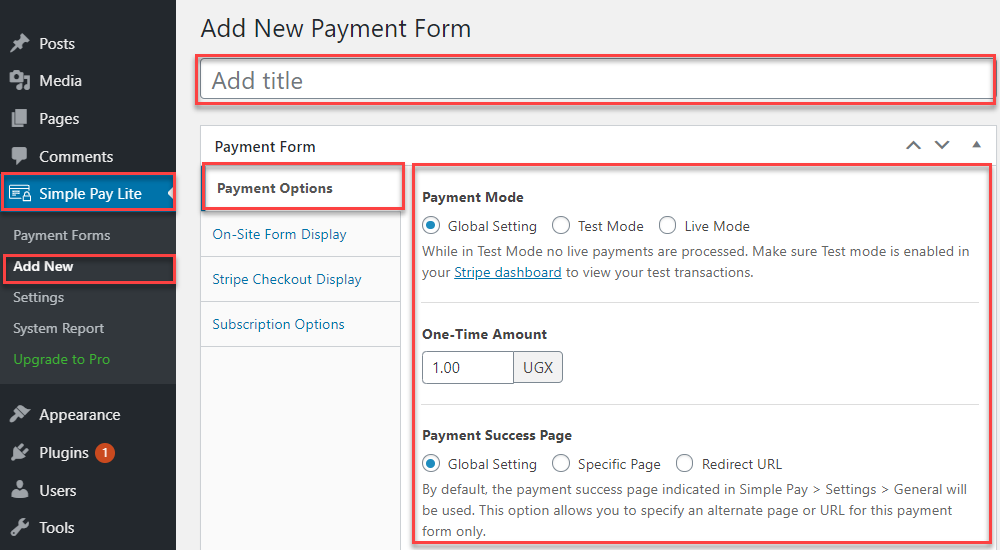 Posts
Media
Pages
Comments
Simple Pay Lite
Payment Forms
Add New
Settings
System Report
Upgrade to Pro
Appearance
Plugins 1
Users
Tools
Add New Payment Form
Add title
Payment Form
Payment Options
On-Site Form Display
Stripe Checkout Display
Subscription Options
Payment Mode
Global Setting Test Mode Live Mode
While in Test Mode no live payments are processed. Make sure Test mode is enabled in
your Stripe dashboard to view your test transactions.
One-Time Amount
1.00 UGX
Payment Success Page
Global Setting Specific Page Redirect URL
By default, the payment success page indicated in Simple Pay > Settings > General will
be used. This option allows you to specify an alternate page or URL for this payment
form only.